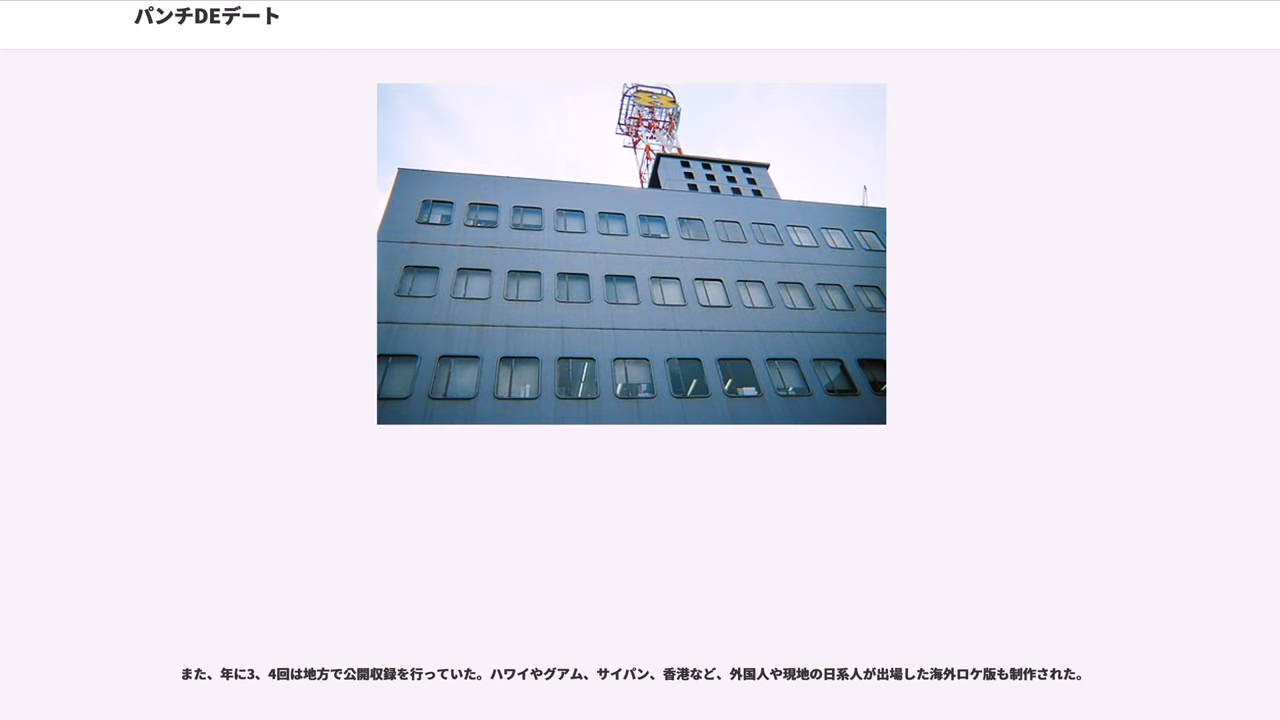 パンチDEデート
また、年に3、4回は地方で公開収録を行っていた。ハワイやグアム、サイパン、香港など、外国人や現地の日系人が出場した海外ロケ版も制作された。